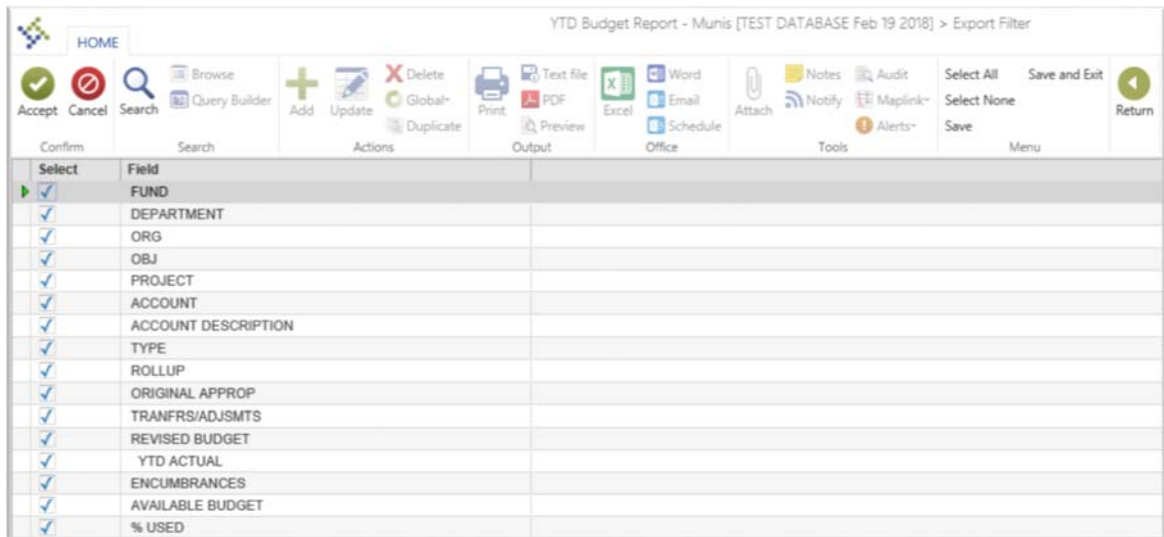 YTD Budget Report - Munis [TEST DATABASE Feb 19 2018] > Export Filter
HOME
Accept
Cancel
Confirm
Search
Browse
Query Builder
Search
Add
Update
Delete
Global
Duplicate
Actions
Print
Text file
PDF
Preview
Output
Excel
Word
Email
Schedule
Office
Attach
Notes
Notify
Audit
Maplink
Alerts
Tools
Select All
Select None
Save
Save and Exit
Menu
Return
Select Field
FUND
DEPARTMENT
ORG
OBJ
PROJECT
ACCOUNT
ACCOUNT DESCRIPTION
TYPE
ROLLUP
ORIGINAL APPROP
TRANFRS/ADJSMTS
REVISED BUDGET
YTD ACTUAL
ENCUMBRANCES
AVAILABLE BUDGET
% USED